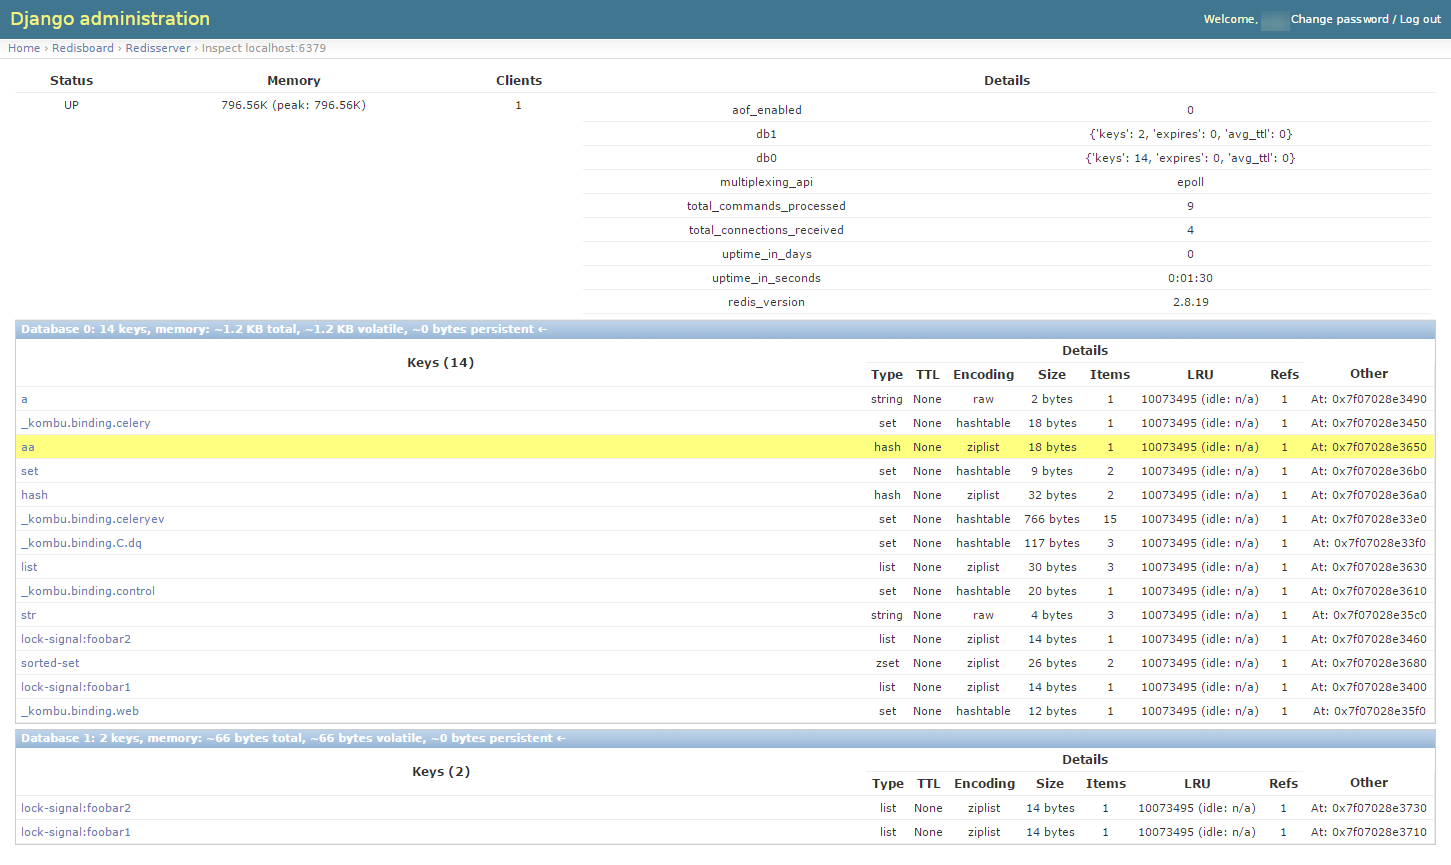 Django administration
Welcome, Change password / Log out
Home › Redisboard › Redisserver › Inspect localhost:6379
Status Memory Clients Details
UP 796.56K (peak: 796.56K) 1
aof_enabled 0
db1 {'keys': 2, 'expires': 0, 'avg_ttl': 0}
db0 {'keys': 14, 'expires': 0, 'avg_ttl': 0}
multiplexing_api epoll
total_commands_processed 9
total_connections_received 4
uptime_in_days 0
uptime_in_seconds 0:01:30
redis_version 2.8.19
Database 0: 14 keys, memory: ~1.2 KB total, ~1.2 KB volatile, ~0 bytes persistent ←
Keys (14) Details
Type TTL Encoding Size Items LRU Refs Other
a string None raw 2 bytes 1 10073495 (idle: n/a) 1 At: 0x7f07028e3490
_kombu.binding.celery set None hashtable 18 bytes 1 10073495 (idle: n/a) 1 At: 0x7f07028e3450
aa hash None ziplist 18 bytes 1 10073495 (idle: n/a) 1 At: 0x7f07028e3650
set set None hashtable 9 bytes 2 10073495 (idle: n/a) 1 At: 0x7f07028e36b0
hash hash None ziplist 32 bytes 2 10073495 (idle: n/a) 1 At: 0x7f07028e36a0
_kombu.binding.celeryev set None hashtable 766 bytes 15 10073495 (idle: n/a) 1 At: 0x7f07028e33e0
_kombu.binding.C.dq set None hashtable 117 bytes 3 10073495 (idle: n/a) 1 At: 0x7f07028e33f0
list list None ziplist 30 bytes 3 10073495 (idle: n/a) 1 At: 0x7f07028e3630
_kombu.binding.control set None hashtable 20 bytes 1 10073495 (idle: n/a) 1 At: 0x7f07028e3610
str string None raw 4 bytes 3 10073495 (idle: n/a) 1 At: 0x7f07028e35c0
lock-signal:foobar2 list None ziplist 14 bytes 1 10073495 (idle: n/a) 1 At: 0x7f07028e3460
sorted-set zset None ziplist 26 bytes 2 10073495 (idle: n/a) 1 At: 0x7f07028e3680
lock-signal:foobar1 list None ziplist 14 bytes 1 10073495 (idle: n/a) 1 At: 0x7f07028e3400
_kombu.binding.web set None hashtable 12 bytes 1 10073495 (idle: n/a) 1 At: 0x7f07028e35f0
Database 1: 2 keys, memory: ~66 bytes total, ~66 bytes volatile, ~0 bytes persistent ←
Keys (2) Details
Type TTL Encoding Size Items LRU Refs Other
lock-signal:foobar2 list None ziplist 14 bytes 1 10073495 (idle: n/a) 1 At: 0x7f07028e3730
lock-signal:foobar1 list None ziplist 14 bytes 1 10073495 (idle: n/a) 1 At: 0x7f07028e3710